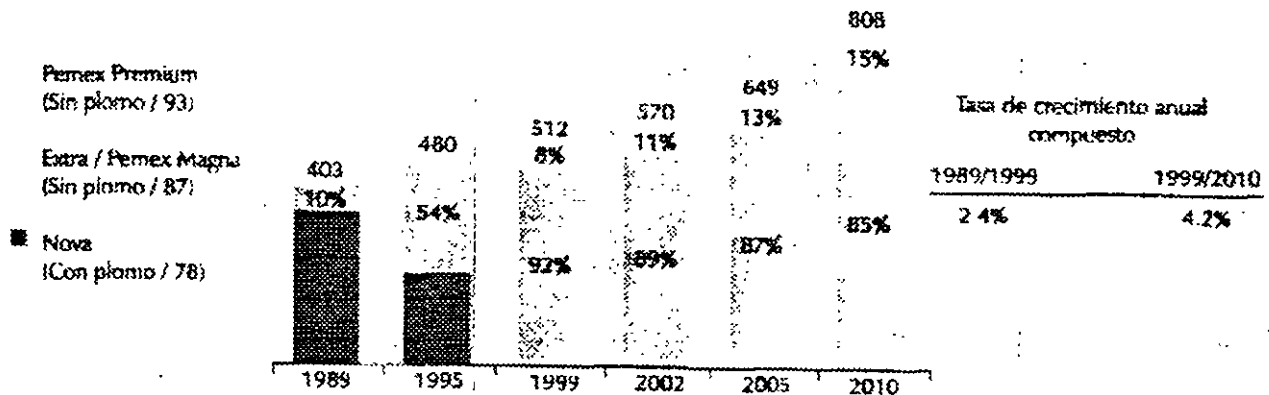 Pemex Premium
(Sin plomo / 93)
Extra / Pemex Magna
(Sin plomo / 87)
Nova
(Con plomo / 78)
403
10%
480
54%
512
8%
92%
570
11%
89%
649
13%
87%
808
15%
85%
1989 1995 1999 2002 2005 2010
Tasa de crecimiento anual
compuesto
1989/1999 1999/2010
2.4% 4.2%